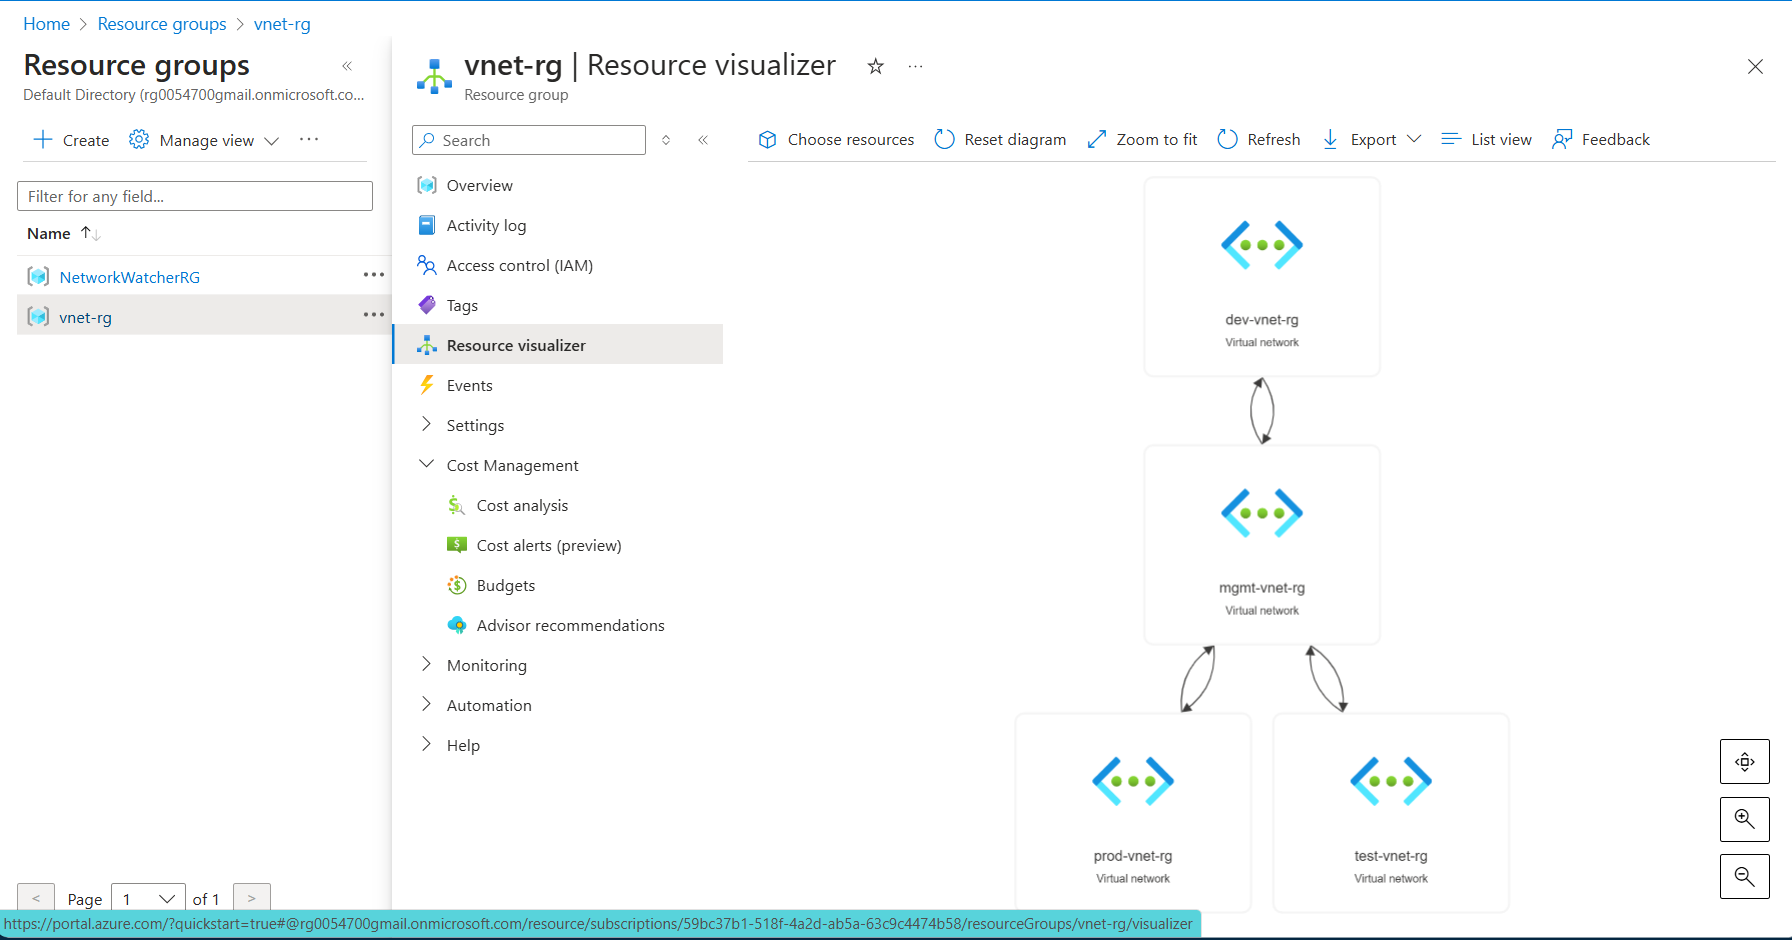 Home > Resource groups > vnet-rg
Resource groups «
Default Directory (rg0054700gmail.onmicrosoft.co...
+ Create Manage view ···
Filter for any field...
Name ↑↓
NetworkWatcherRG ···
vnet-rg ···
< Page 1 of 1 >
vnet-rg | Resource visualizer ···
Resource group
Search «
Overview
Activity log
Access control (IAM)
Tags
Resource visualizer
Events
Settings
Cost Management
Cost analysis
Cost alerts (preview)
Budgets
Advisor recommendations
Monitoring
Automation
Help
Choose resources Reset diagram Zoom to fit Refresh Export List view Feedback
dev-vnet-rg
Virtual network
mgmt-vnet-rg
Virtual network
prod-vnet-rg
Virtual network
test-vnet-rg
Virtual network
https://portal.azure.com/?quickstart=true#@rg0054700gmail.onmicrosoft.com/resource/subscriptions/59bc37b1-518f-4a2d-ab5a-63c9c4474b58/resourceGroups/vnet-rg/visualizer